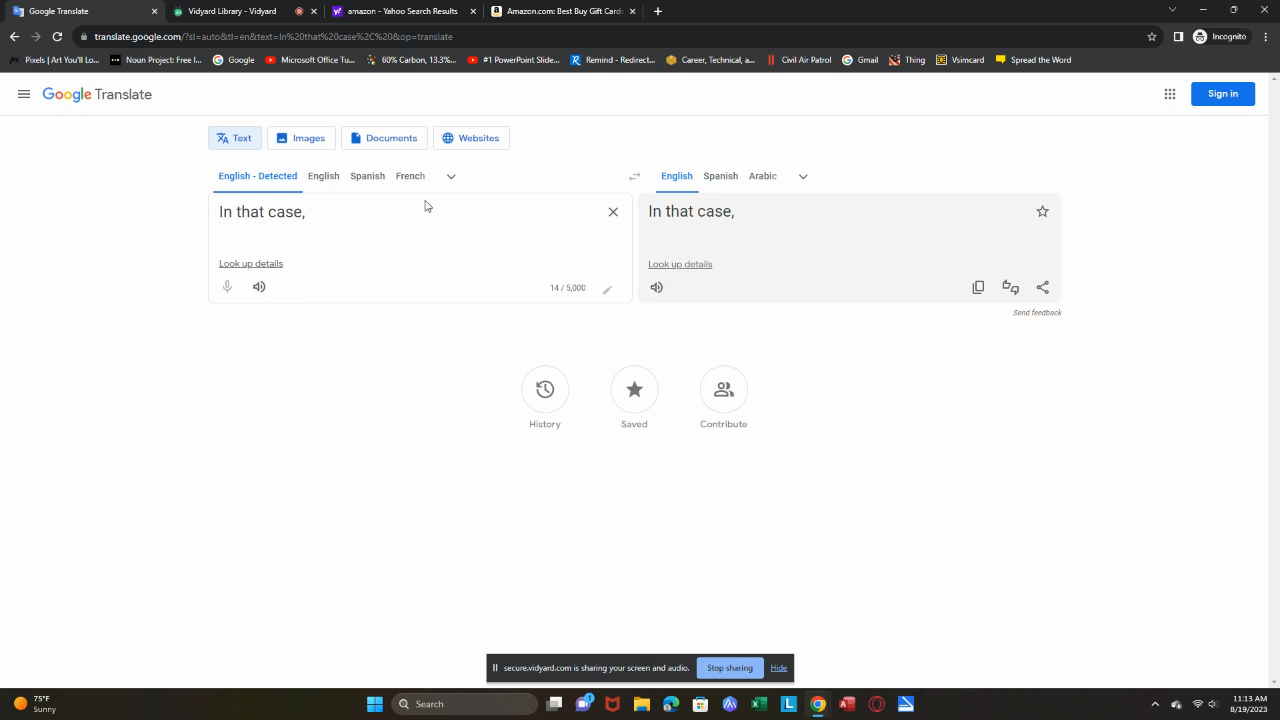 Google Translate
Vidyard Library - Vidyard
amazon - Yahoo Search Results
Amazon.com: Best Buy Gift Cards
translate.google.com/?sl=auto&tl=en&text=In%20that%20case%2C%20&op=translate
Incognito
Pixels | Art You'll Lo...
Noun Project: Free I...
Google
Microsoft Office Tu...
60% Carbon, 13.3%...
#1 PowerPoint Slide...
Remind - Redirect...
Career, Technical, a...
Civil Air Patrol
Gmail
Thing
Vsimcard
Spread the Word
Google Translate
Sign in
Text
Images
Documents
Websites
English - Detected
English
Spanish
French
English
Spanish
Arabic
In that case,
In that case,
Look up details
Look up details
14 / 5,000
Send feedback
History
Saved
Contribute
secure.vidyard.com is sharing your screen and audio.
Stop sharing
Hide
75°F
Sunny
Search
1
11:13 AM
8/19/2023